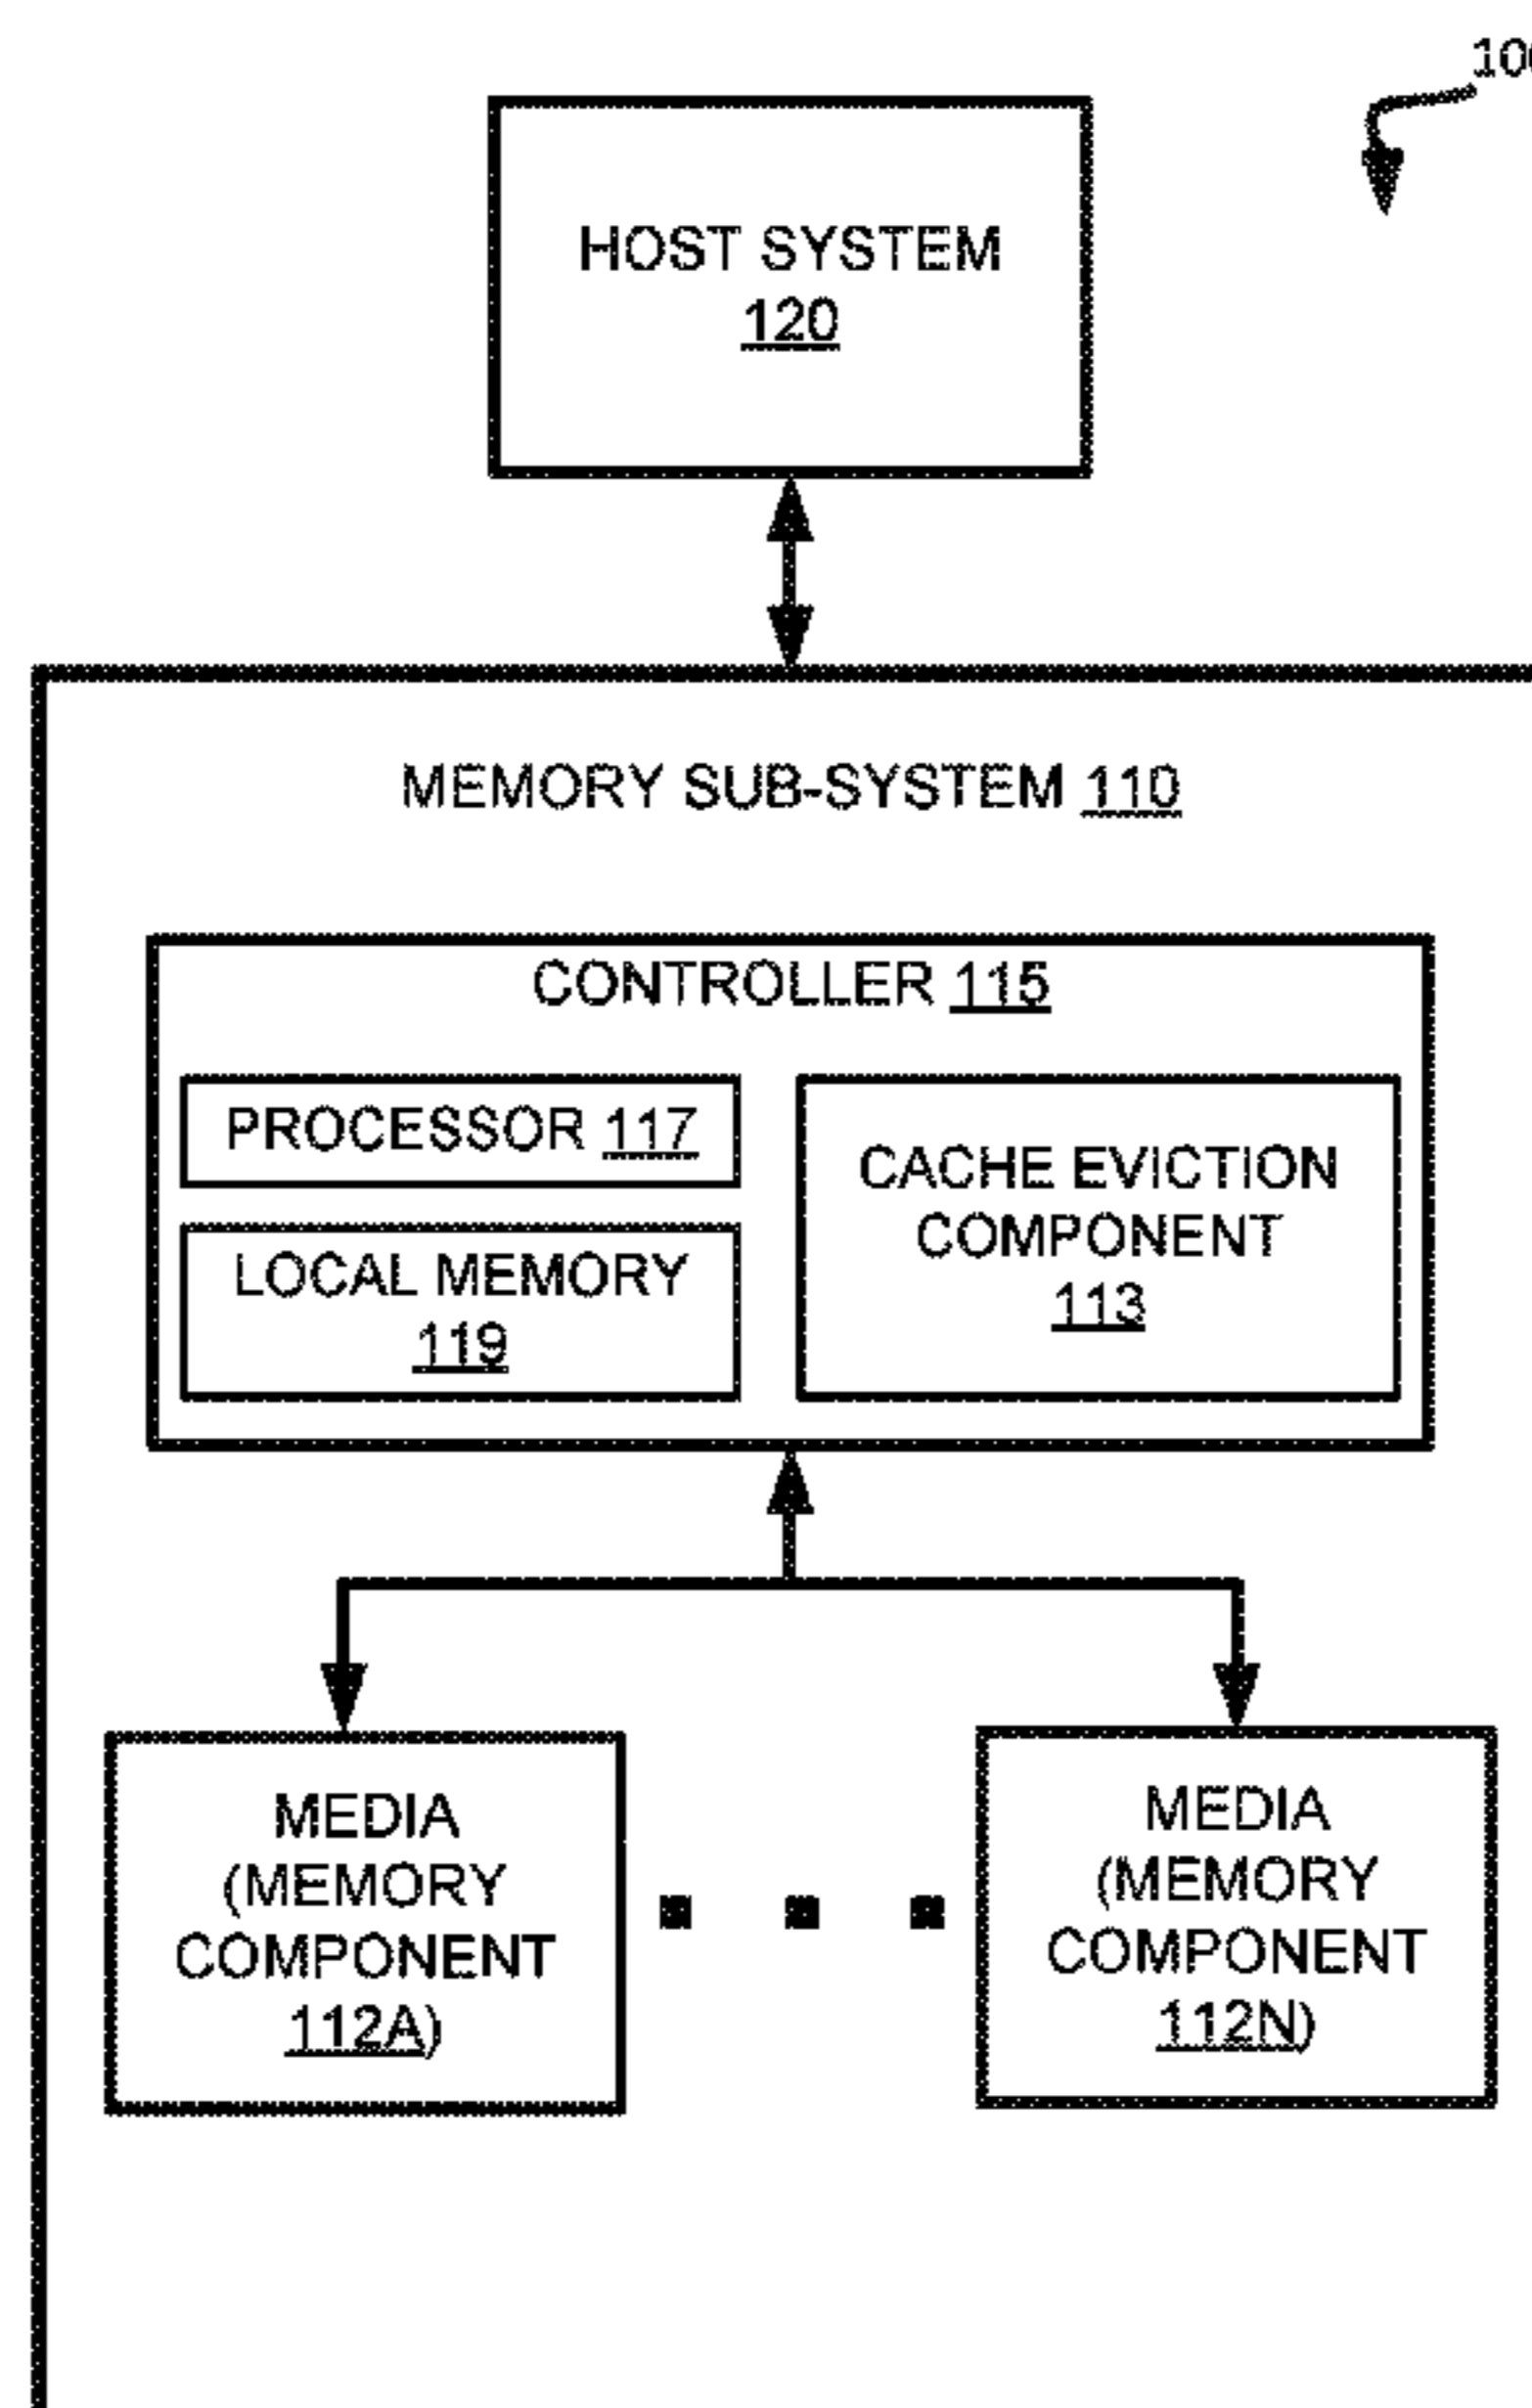 100
HOST SYSTEM
120
MEMORY SUB-SYSTEM 110
CONTROLLER 115
PROCESSOR 117
LOCAL MEMORY
119
CACHE EVICTION
COMPONENT
113
MEDIA
(MEMORY
COMPONENT
112A)
MEDIA
(MEMORY
COMPONENT
112N)